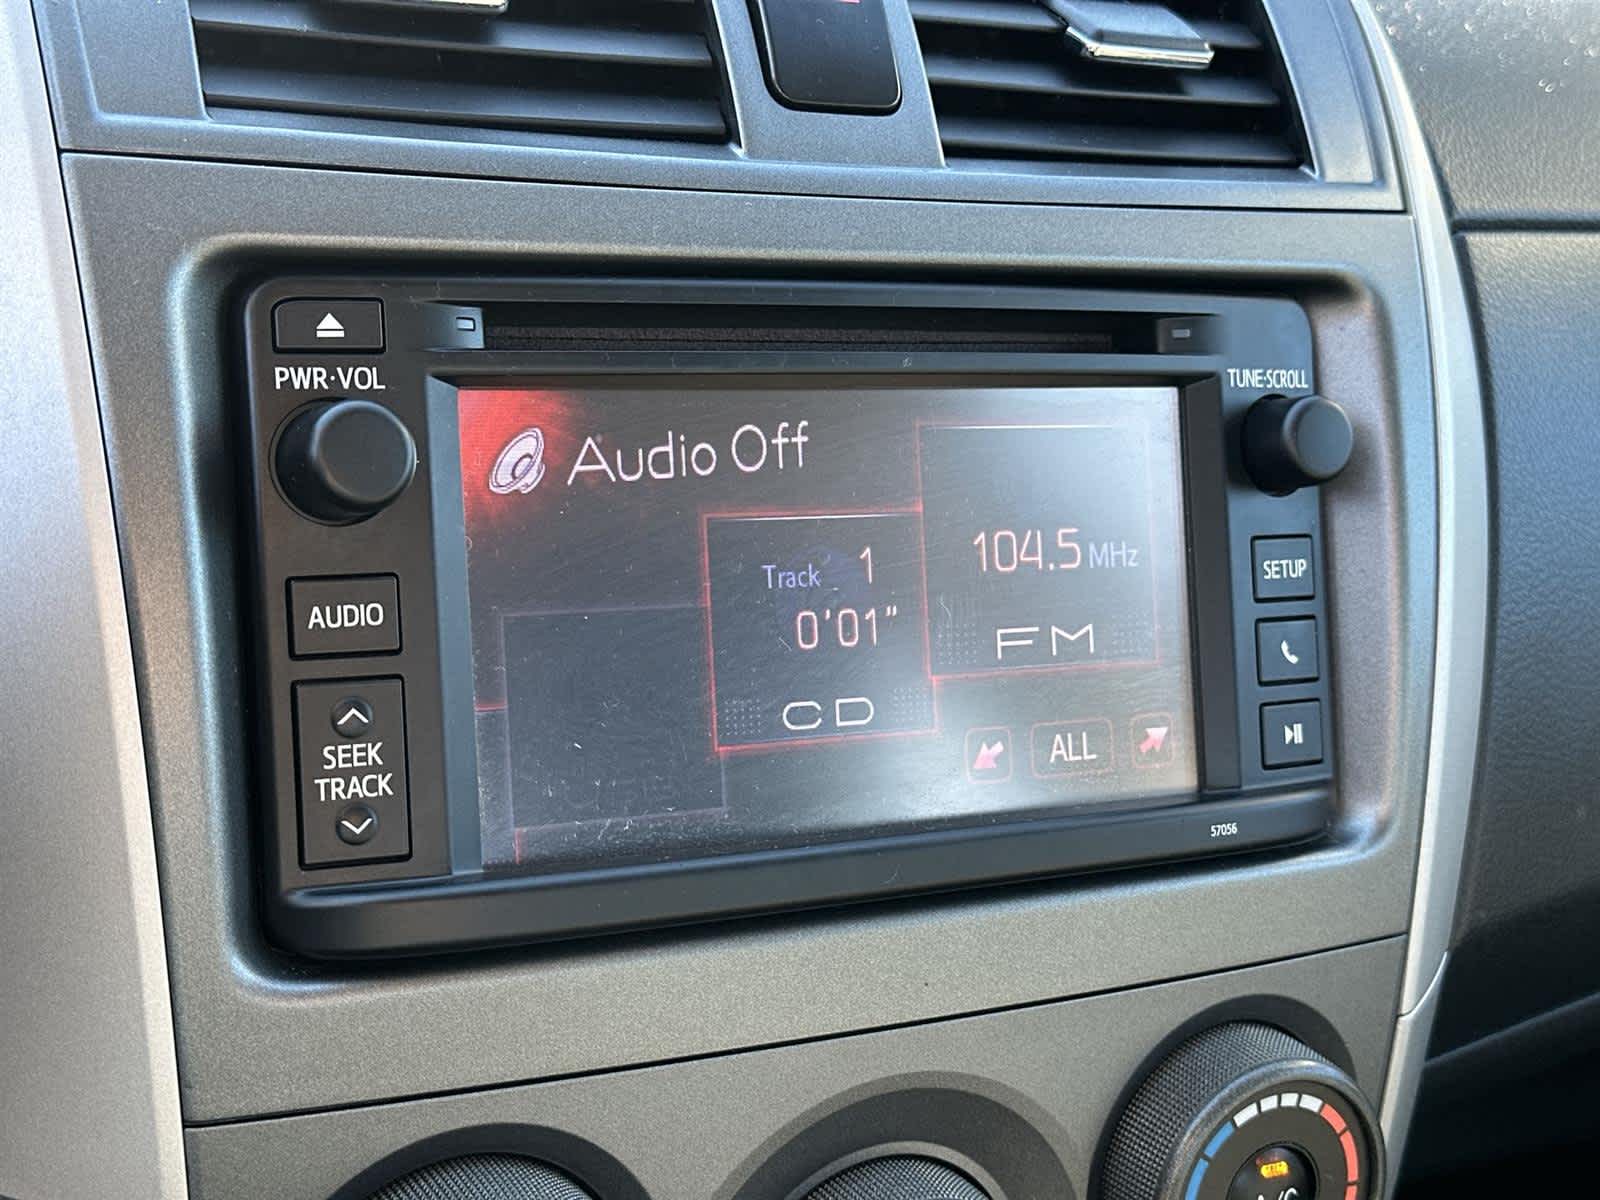 PWR·VOL
TUNE·SCROLL
Audio Off
AUDIO
SEEK
TRACK
Track 1
0'01"
CD
104.5 MHz
FM
ALL
SETUP
57056
A/C